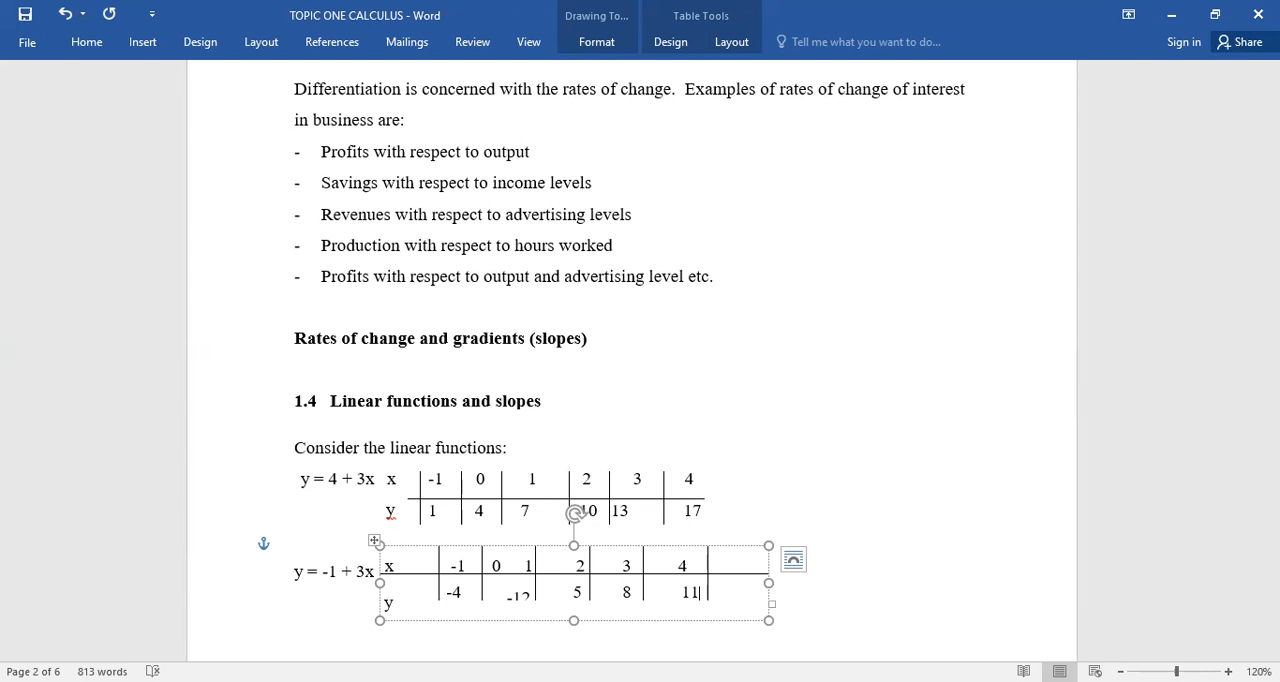 TOPIC ONE CALCULUS - Word
Drawing To...
Table Tools
File Home Insert Design Layout References Mailings Review View Format Design Layout Tell me what you want to do... Sign in Share
Differentiation is concerned with the rates of change. Examples of rates of change of interest
in business are:
- Profits with respect to output
- Savings with respect to income levels
- Revenues with respect to advertising levels
- Production with respect to hours worked
- Profits with respect to output and advertising level etc.
Rates of change and gradients (slopes)
1.4 Linear functions and slopes
Consider the linear functions:
y = 4 + 3x x -1 0 1 2 3 4
y 1 4 7 10 13 17
y = -1 + 3x x -1 0 1 2 3 4
y -4 -12 5 8 11
Page 2 of 6 813 words 120%